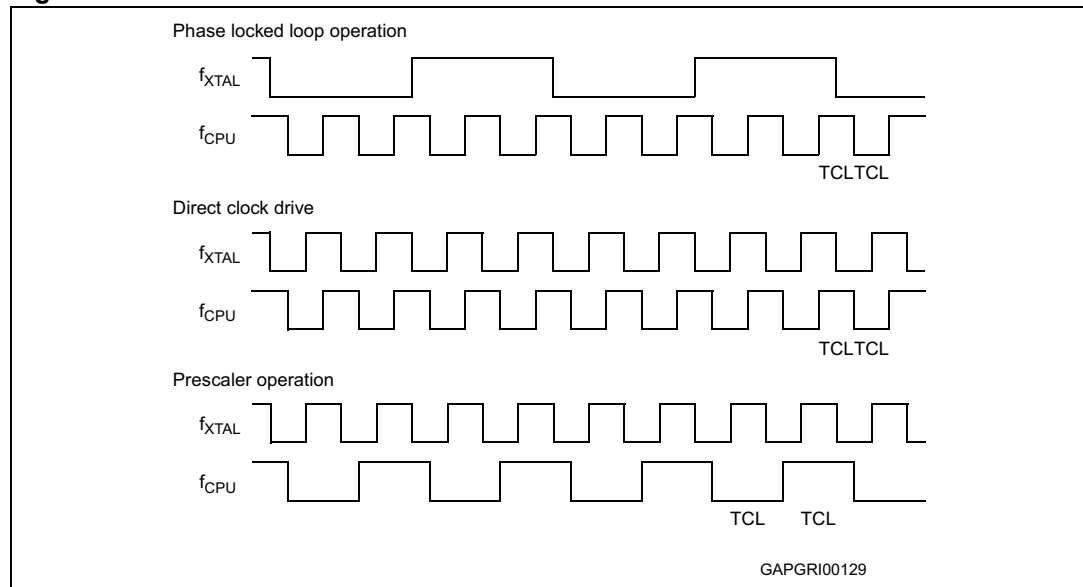 Phase locked loop operation
fXTAL
fCPU
TCLTCL
Direct clock drive
fXTAL
fCPU
TCLTCL
Prescaler operation
fXTAL
fCPU
TCL TCL
GAPGRI00129